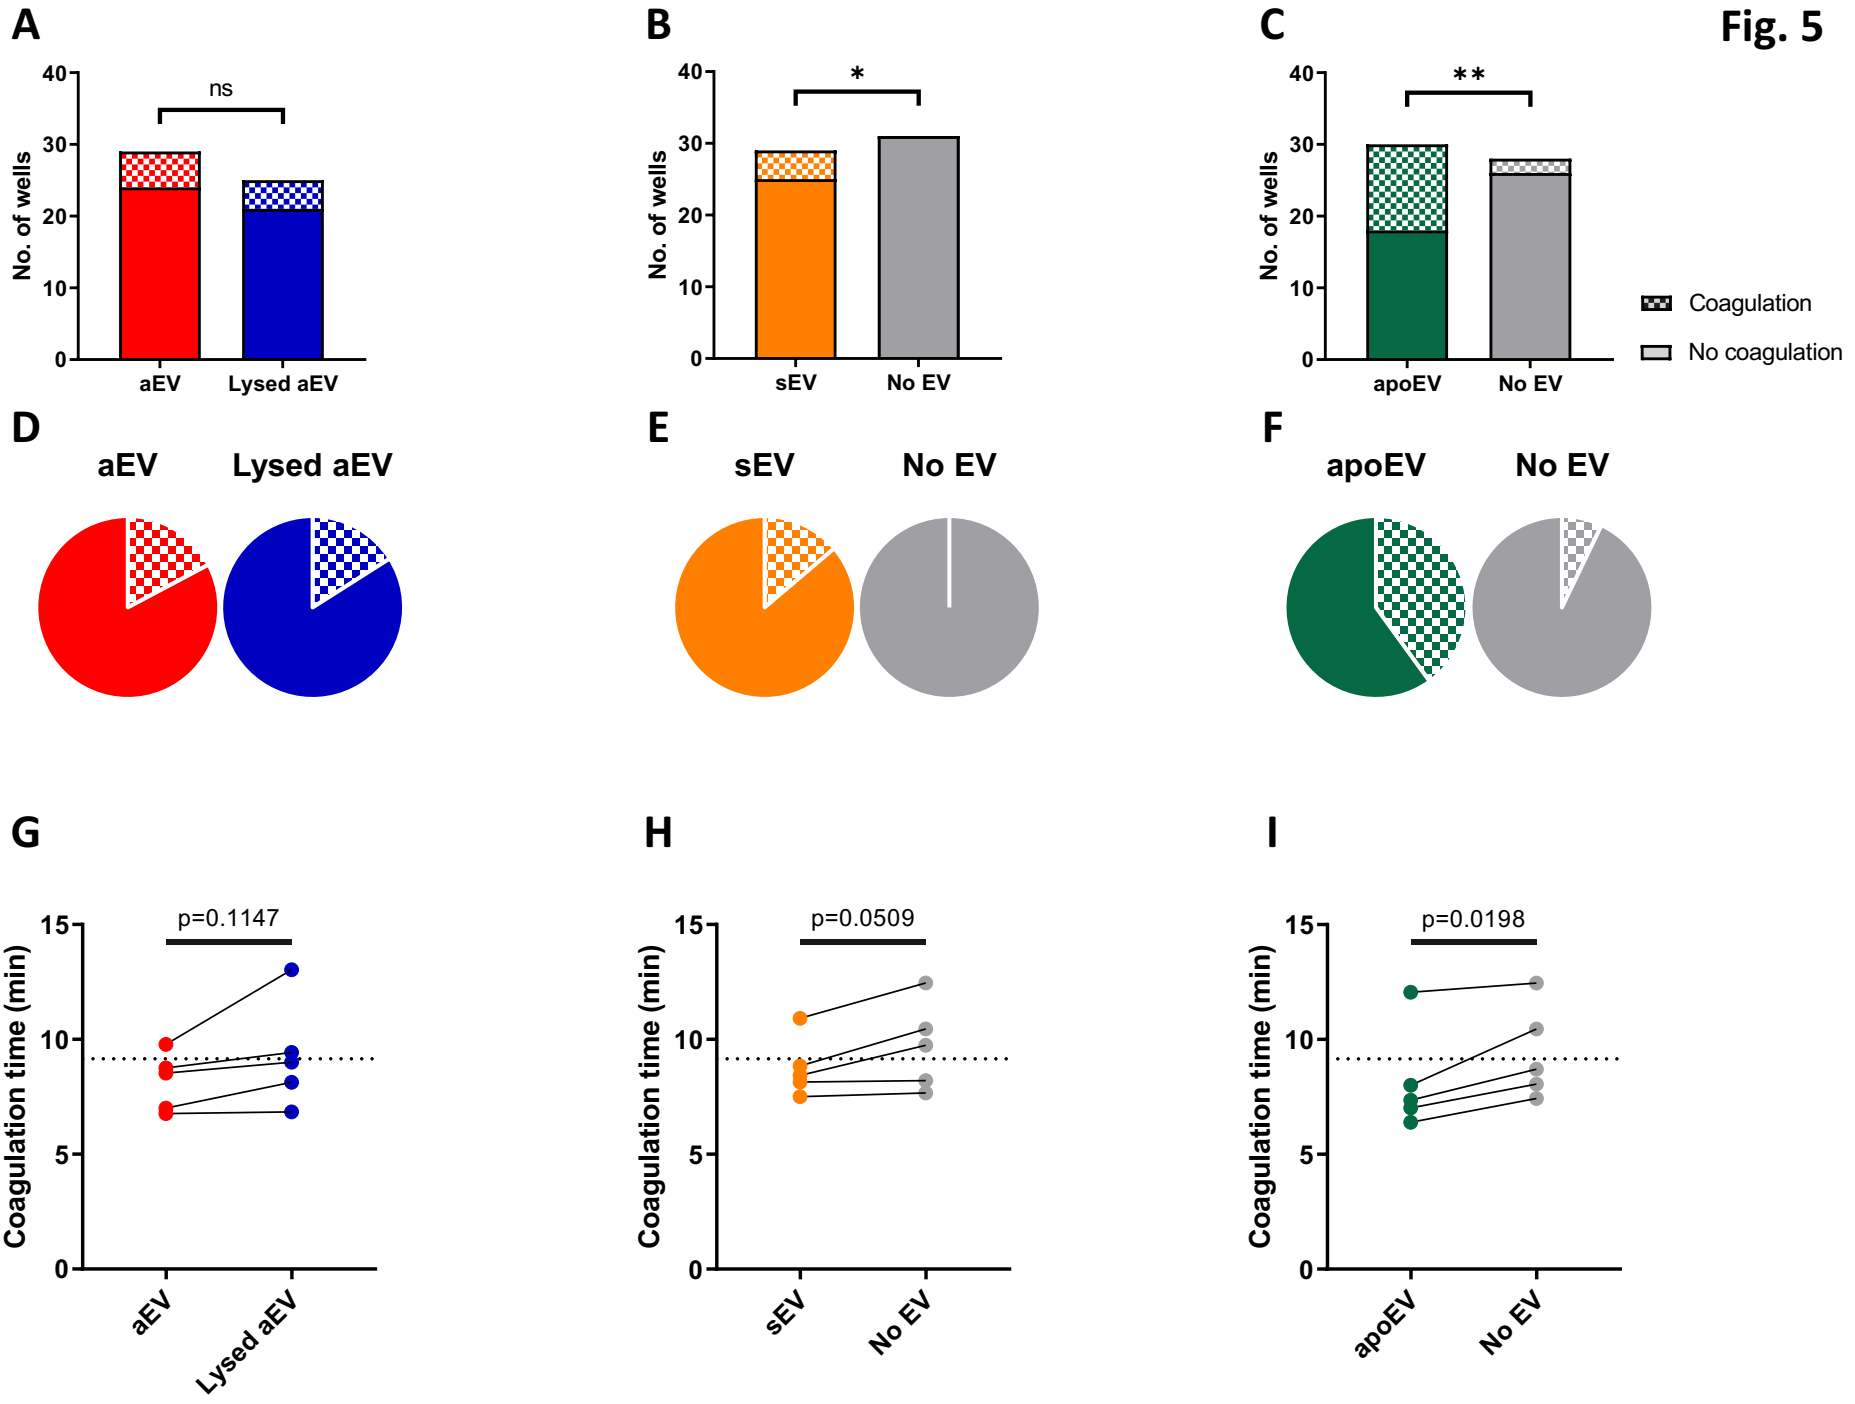 Fig. 5
A
ns
No. of wells
40
30
20
10
0
aEV
Lysed aEV
B
*
No. of wells
40
30
20
10
0
sEV
No EV
C
**
No. of wells
40
30
20
10
0
apoEV
No EV
Coagulation
No coagulation
D
aEV
Lysed aEV
E
sEV
No EV
F
apoEV
No EV
G
p=0.1147
Coagulation time (min)
15
10
5
0
aEV
Lysed aEV
H
p=0.0509
Coagulation time (min)
15
10
5
0
sEV
No EV
I
p=0.0198
Coagulation time (min)
15
10
5
0
apoEV
No EV